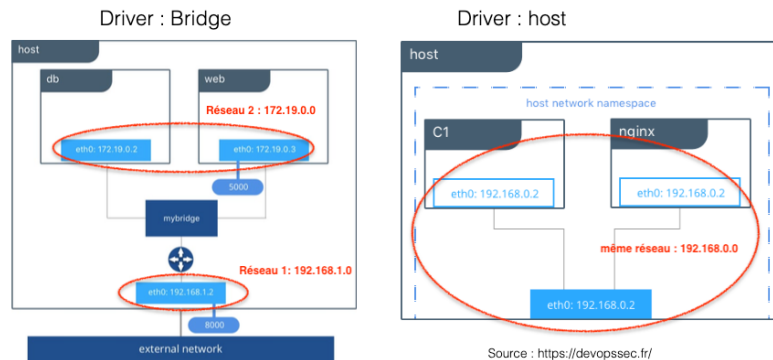 Driver : Bridge
host
db
web
Réseau 2 : 172.19.0.0
eth0: 172.19.0.2
eth0: 172.19.0.3
5000
mybridge
Réseau 1: 192.168.1.0
eth0: 192.168.1.2
8000
external network
Driver : host
host
host network namespace
C1
nginx
eth0: 192.168.0.2
eth0: 192.168.0.2
même réseau : 192.168.0.0
eth0: 192.168.0.2
Source : https://devopssec.fr/